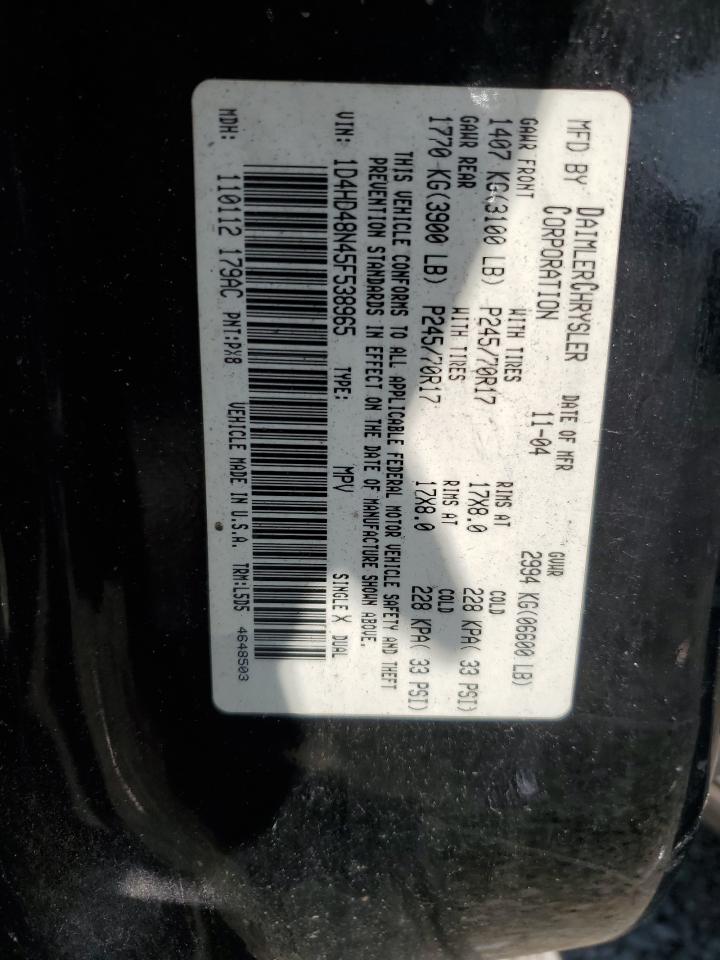 MFD BY DAIMLERCHRYSLER CORPORATION DATE OF MFR 11-04 GVWR 2994 KG(06600 LB)
GAWR FRONT WITH TIRES RIMS AT COLD
1407 KG(3100 LB) P245/70R17 17X8.0 228 KPA( 33 PSI)
GAWR REAR WITH TIRES RIMS AT COLD
1770 KG(3900 LB) P245/70R17 17X8.0 228 KPA( 33 PSI)
THIS VEHICLE CONFORMS TO ALL APPLICABLE FEDERAL MOTOR VEHICLE SAFETY AND THEFT
PREVENTION STANDARDS IN EFFECT ON THE DATE OF MANUFACTURE SHOWN ABOVE.
VIN: 1D4HD48N45F538965 TYPE: MPV SINGLE X DUAL
MDH: 110112 179AC PNT:PX8 VEHICLE MADE IN U.S.A. TRM:L5D5 4648503